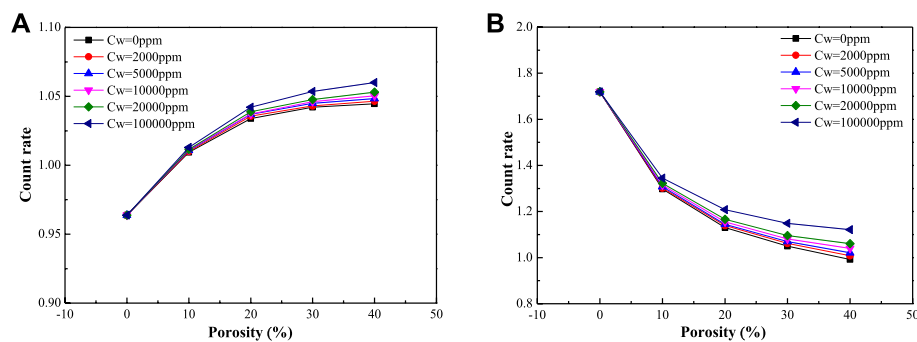 A
1.10
1.05
1.00
0.95
0.90
Count rate
Cw=0ppm
Cw=2000ppm
Cw=5000ppm
Cw=10000ppm
Cw=20000ppm
Cw=100000ppm
-10 0 10 20 30 40 50
Porosity (%)
B
2.0
1.8
1.6
1.4
1.2
1.0
0.8
Count rate
Cw=0ppm
Cw=2000ppm
Cw=5000ppm
Cw=10000ppm
Cw=20000ppm
Cw=100000ppm
-10 0 10 20 30 40 50
Porosity (%)